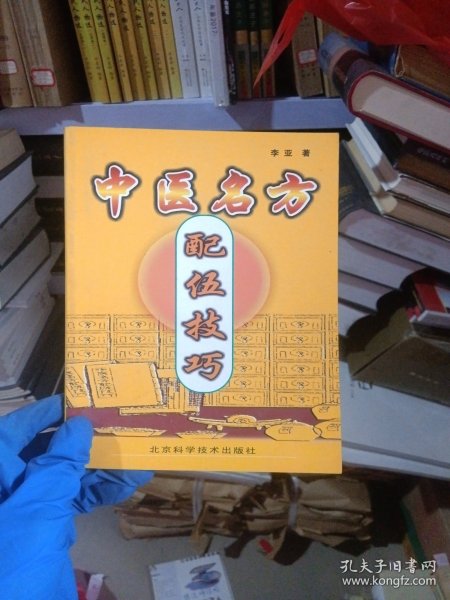 李亚 著
中医名方
配伍技巧
北京科学技术出版社
孔夫子旧书网
www.kongfz.com